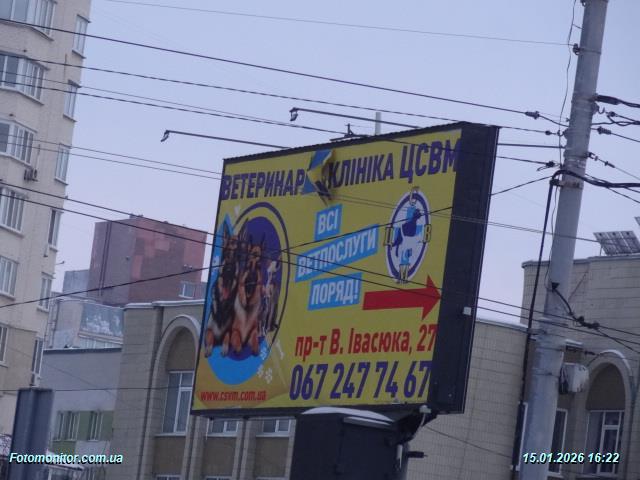 ВЕТЕРИНАР КЛІНІКА ЦСВМ
ВСІ
ВЕТПОСЛУГИ
ПОРЯД!
Ц С В М
пр-т В. Івасюка, 27
067 247 74 67
www.csvm.com.ua
Fotomonitor.com.ua
15.01.2026 16:22